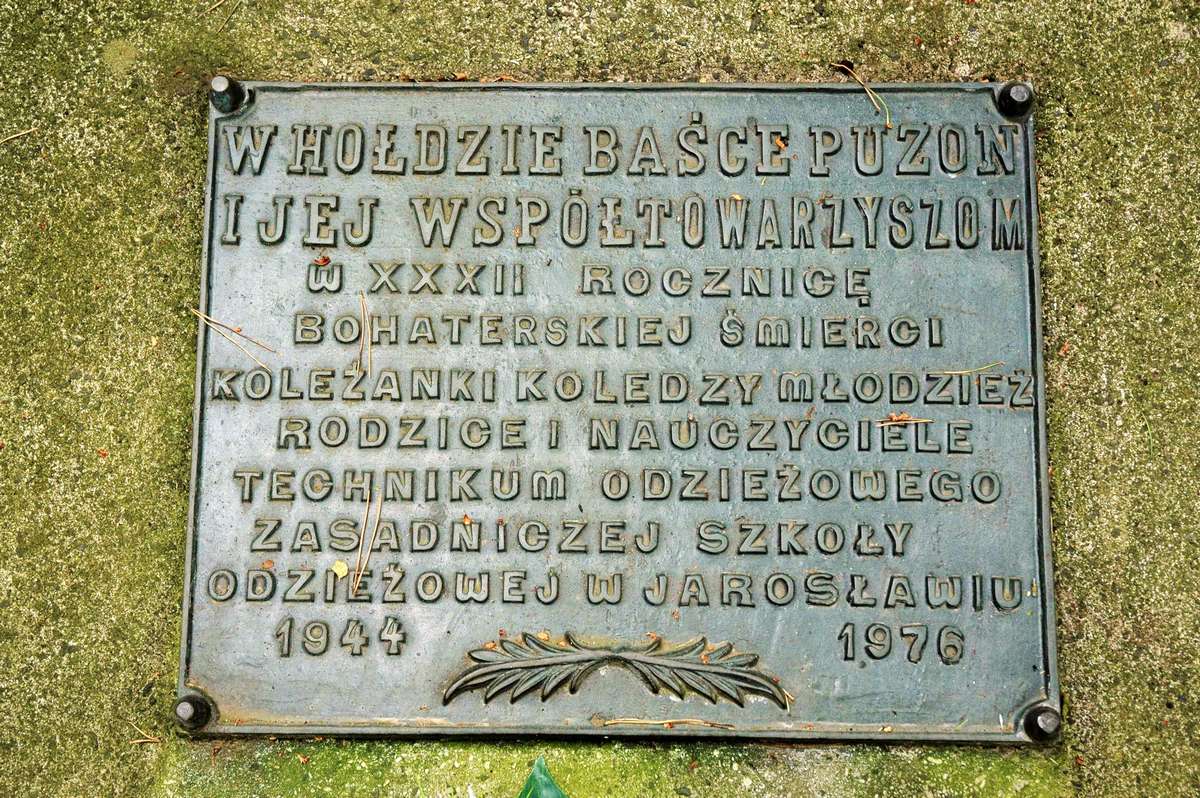 W HOŁDZIE BAŚCE PUZON
I JEJ WSPÓŁTOWARZYSZOM
W XXXII ROCZNICĘ
BOHATERSKIEJ ŚMIERCI
KOLEŻANKI KOLEDZY MŁODZIEŻ
RODZICE I NAUCZYCIELE
TECHNIKUM ODZIEŻOWEGO
ZASADNICZEJ SZKOŁY
ODZIEŻOWEJ W JAROSŁAWIU
1944 1976